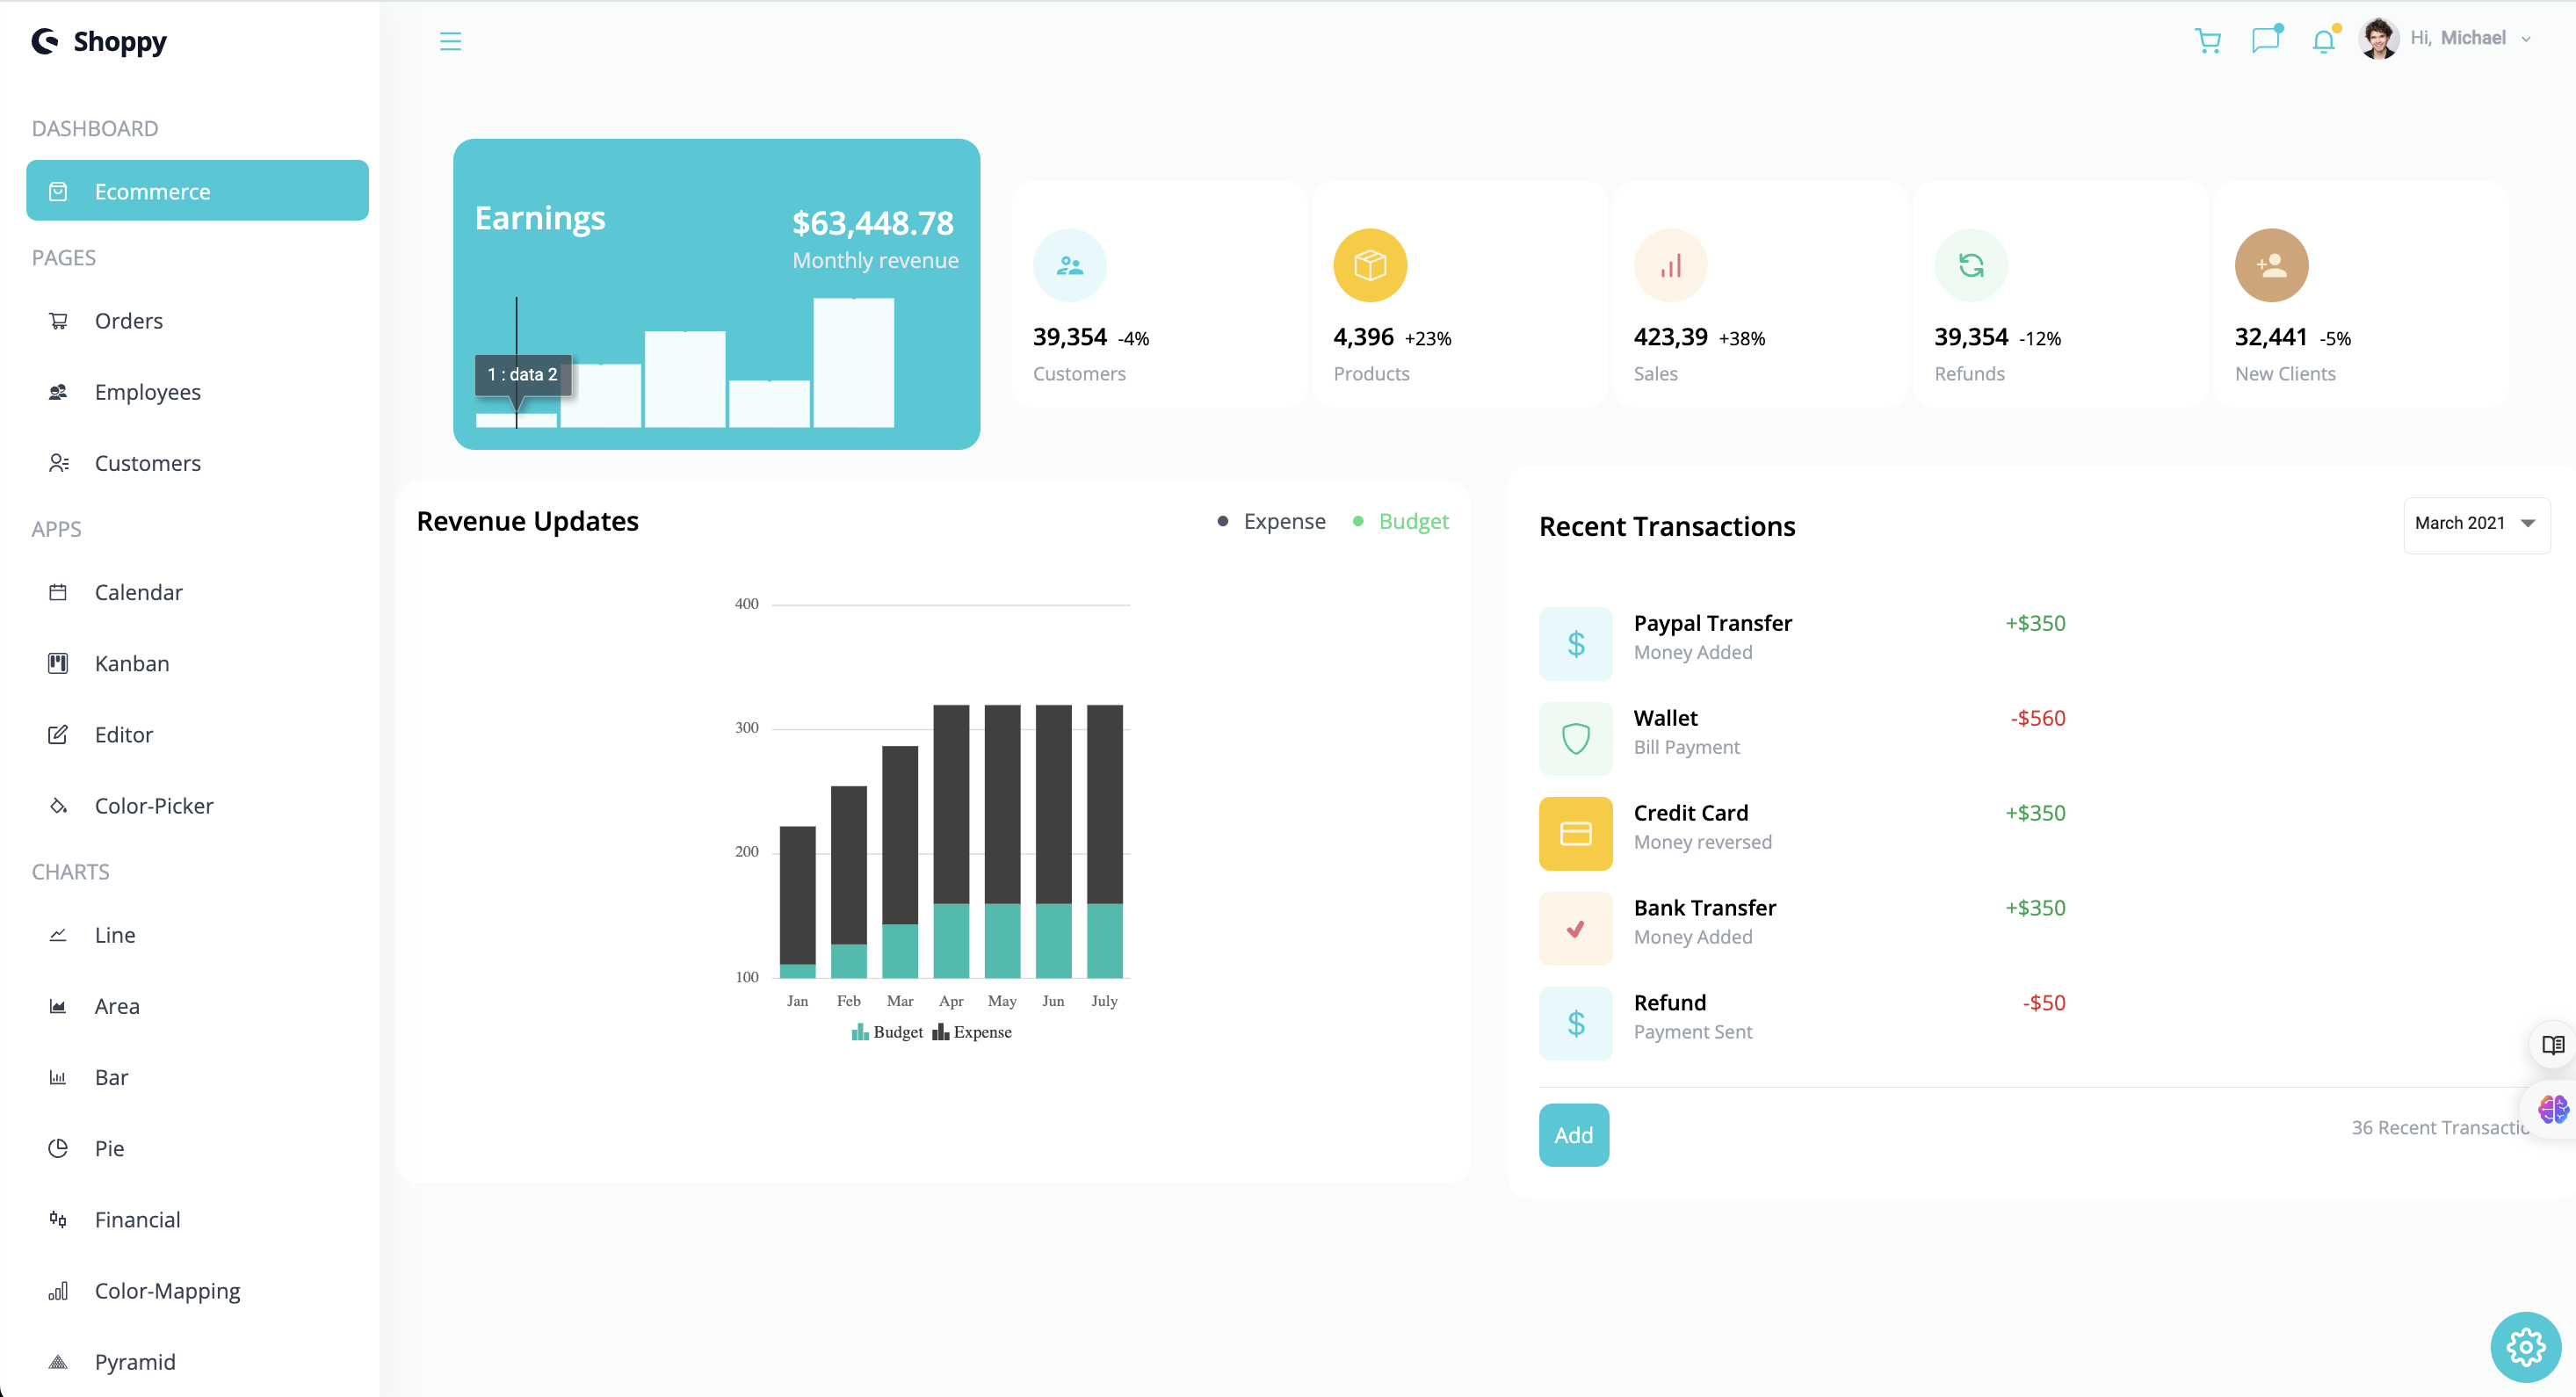 Shoppy
Hi, Michael
DASHBOARD
Ecommerce
PAGES
Orders
Employees
Customers
APPS
Calendar
Kanban
Editor
Color-Picker
CHARTS
Line
Area
Bar
Pie
Financial
Color-Mapping
Pyramid
Earnings
$63,448.78
Monthly revenue
1 : data 2
39,354 -4%
Customers
4,396 +23%
Products
423,39 +38%
Sales
39,354 -12%
Refunds
32,441 -5%
New Clients
Revenue Updates
Expense Budget
400
300
200
100
Jan Feb Mar Apr May Jun July
Budget Expense
Recent Transactions
March 2021
Paypal Transfer +$350
Money Added
Wallet -$560
Bill Payment
Credit Card +$350
Money reversed
Bank Transfer +$350
Money Added
Refund -$50
Payment Sent
Add
36 Recent Transactio